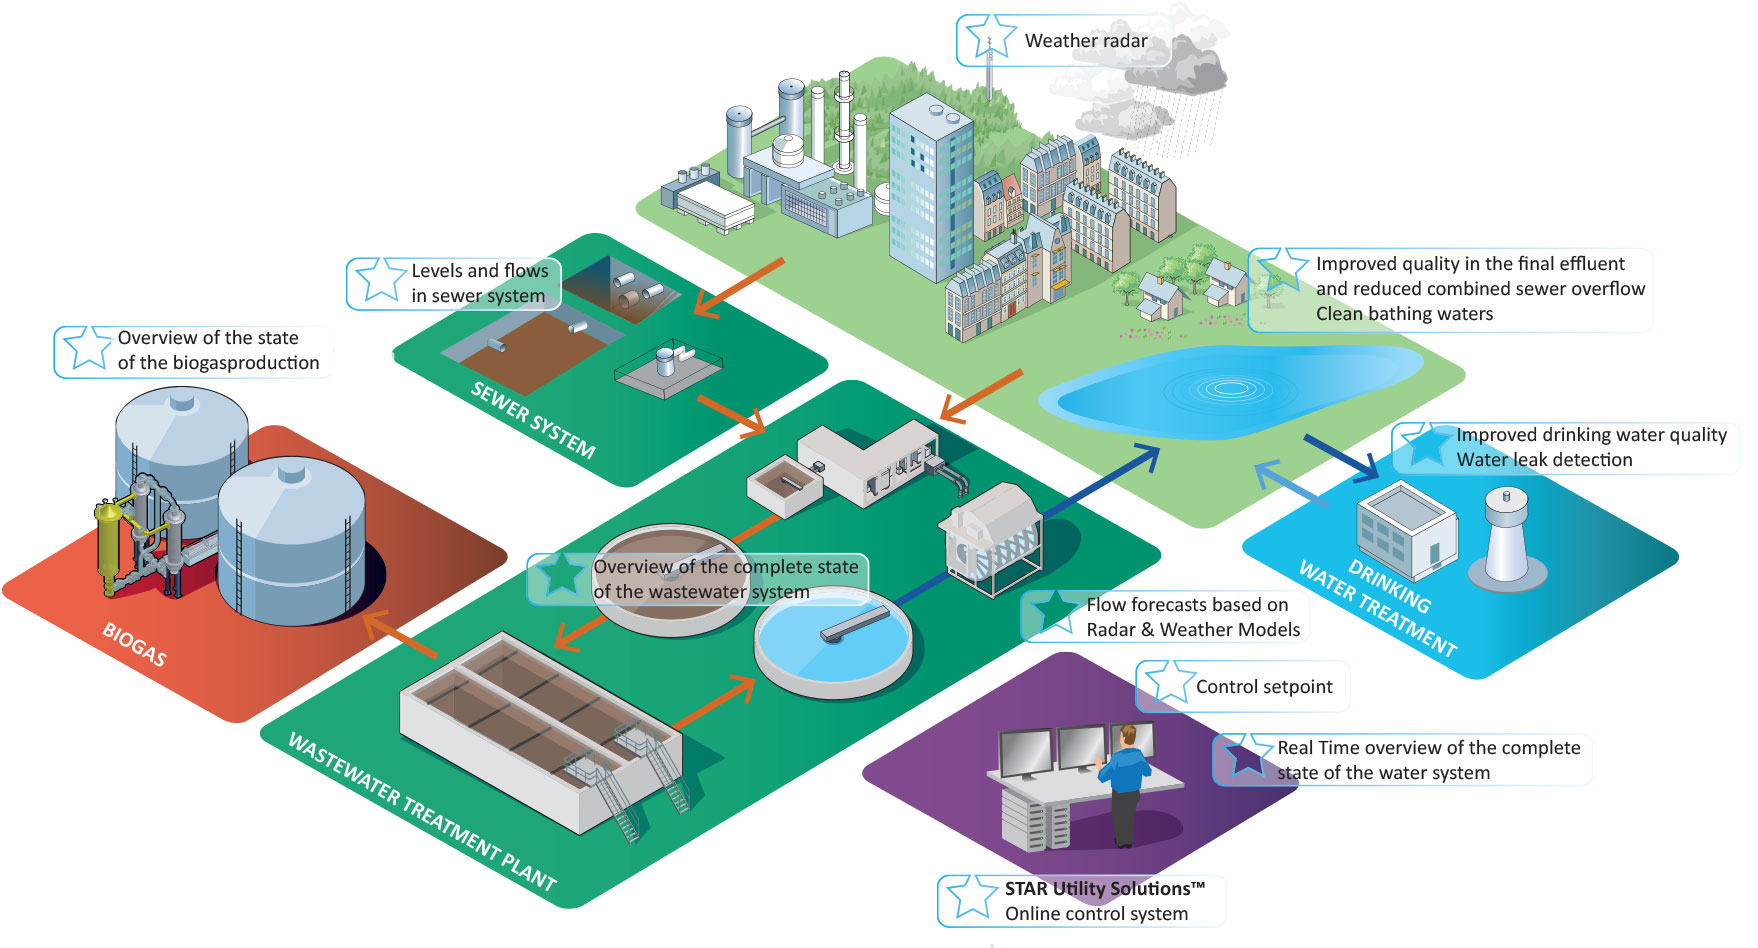 Weather radar
Levels and flows
in sewer system
Improved quality in the final effluent
and reduced combined sewer overflow
Clean bathing waters
Overview of the state
of the biogasproduction
SEWER SYSTEM
Improved drinking water quality
Water leak detection
DRINKING
WATER TREATMENT
Overview of the complete state
of the wastewater system
Flow forecasts based on
Radar & Weather Models
BIOGAS
Control setpoint
WASTEWATER TREATMENT PLANT
Real Time overview of the complete
state of the water system
STAR Utility Solutions™
Online control system